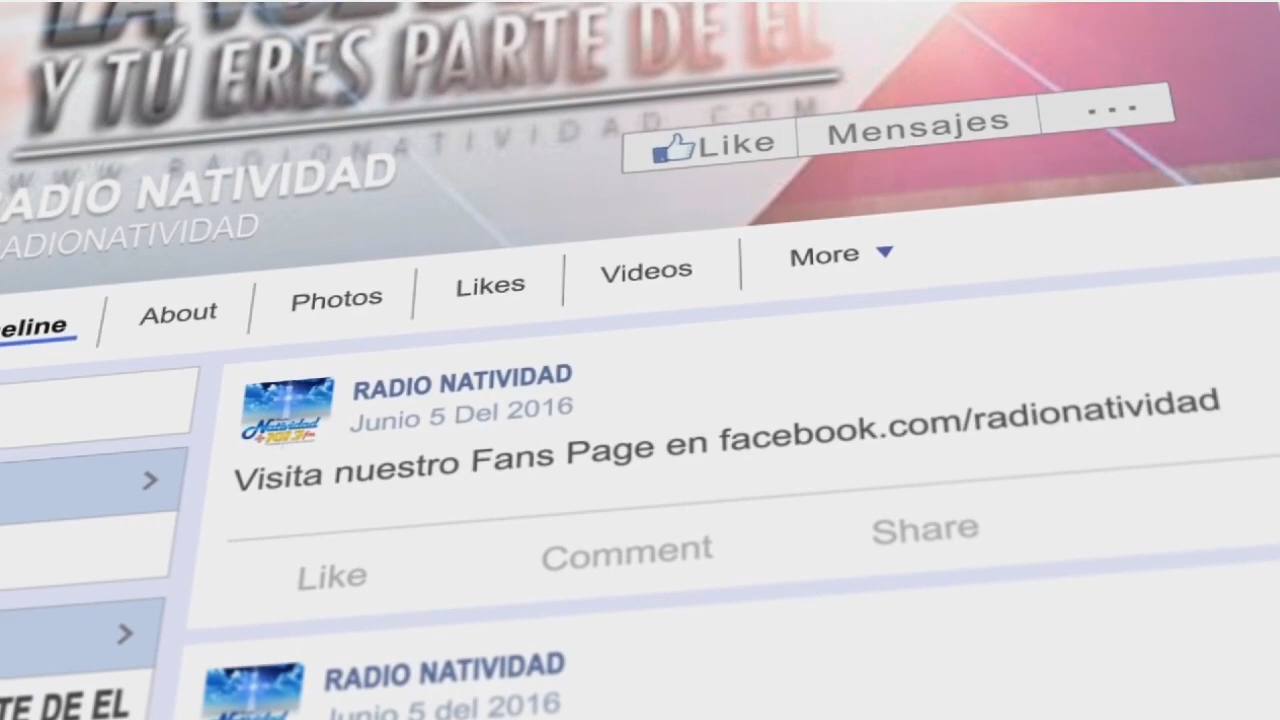 Y TÚ ERES PARTE DE EL
WWW.RADIONATIVIDAD.COM
RADIO NATIVIDAD
RADIONATIVIDAD
Like
Mensajes
...
About
Photos
Likes
Videos
More
RADIO NATIVIDAD
Junio 5 Del 2016
Visita nuestro Fans Page en facebook.com/radionatividad
Like
Comment
Share
RADIO NATIVIDAD
Junio 5 del 2016
DE EL